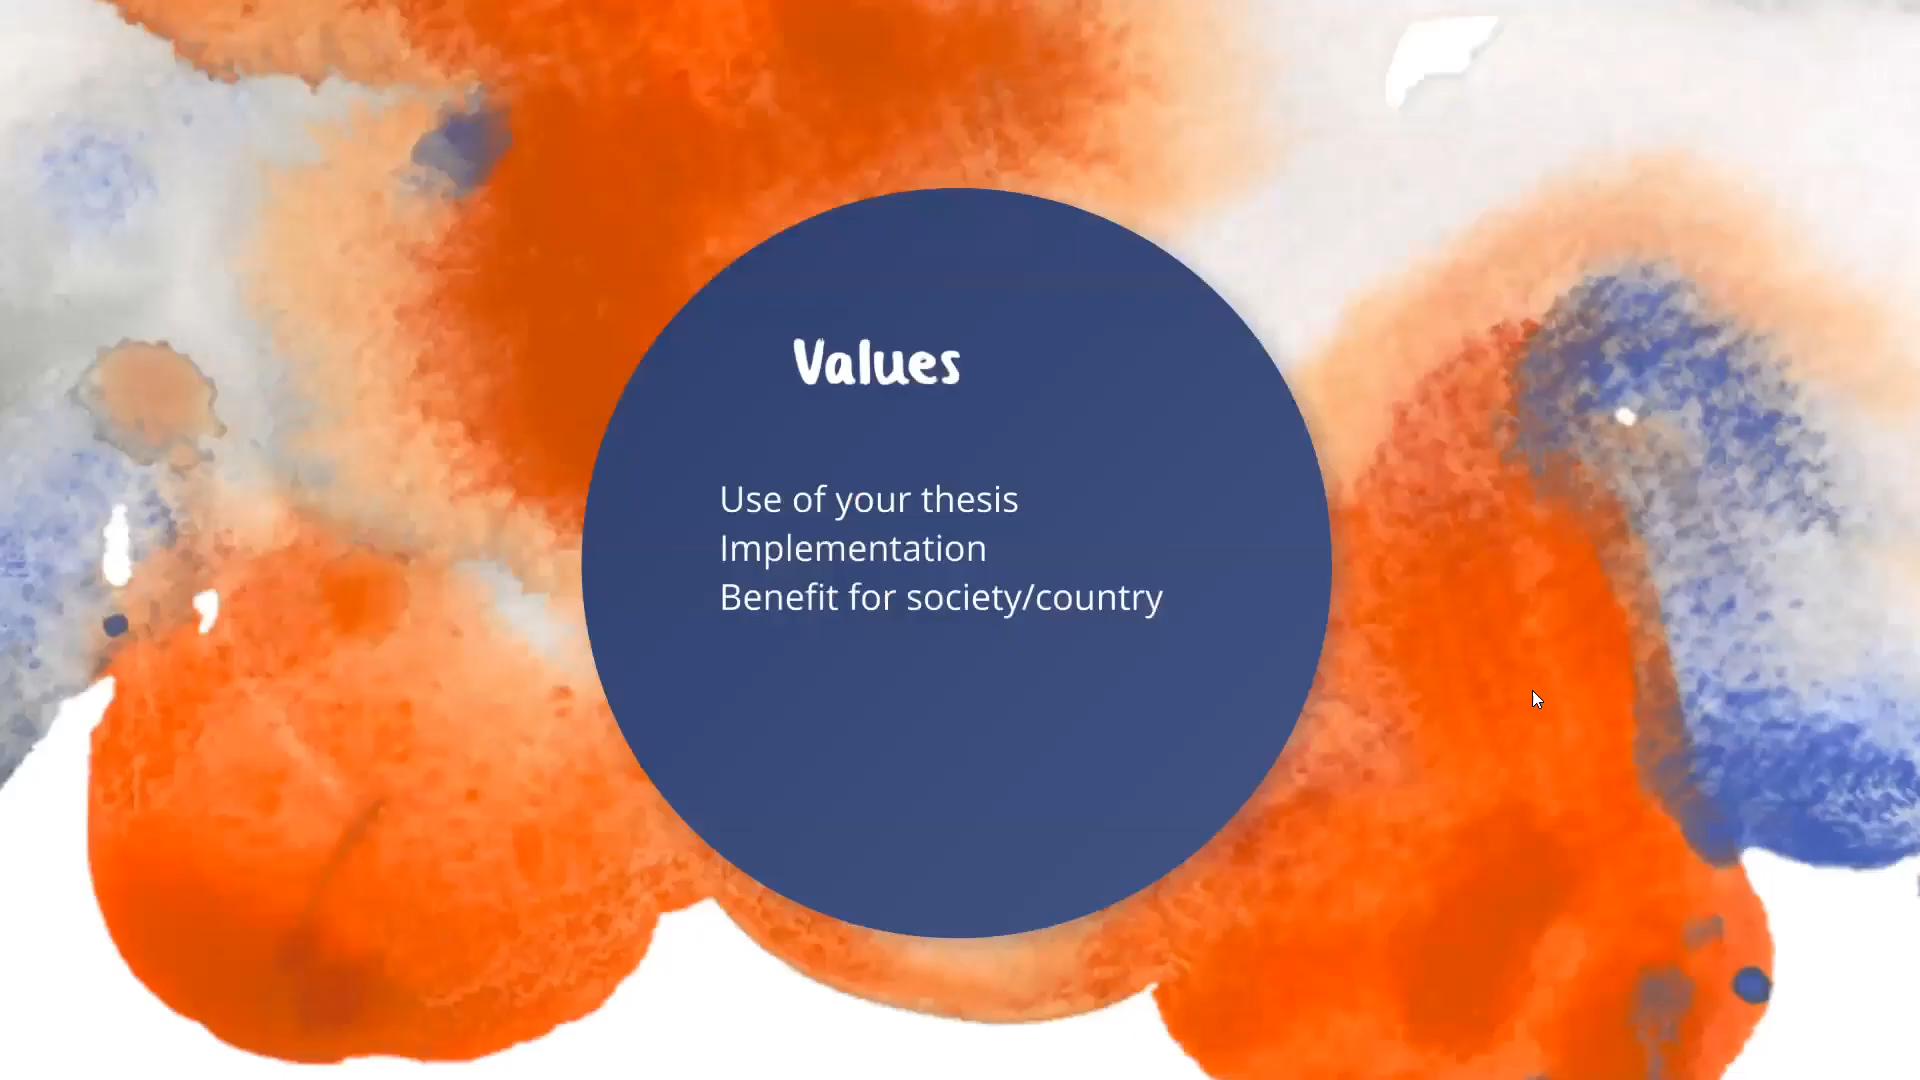 Values
Use of your thesis
Implementation
Benefit for society/country